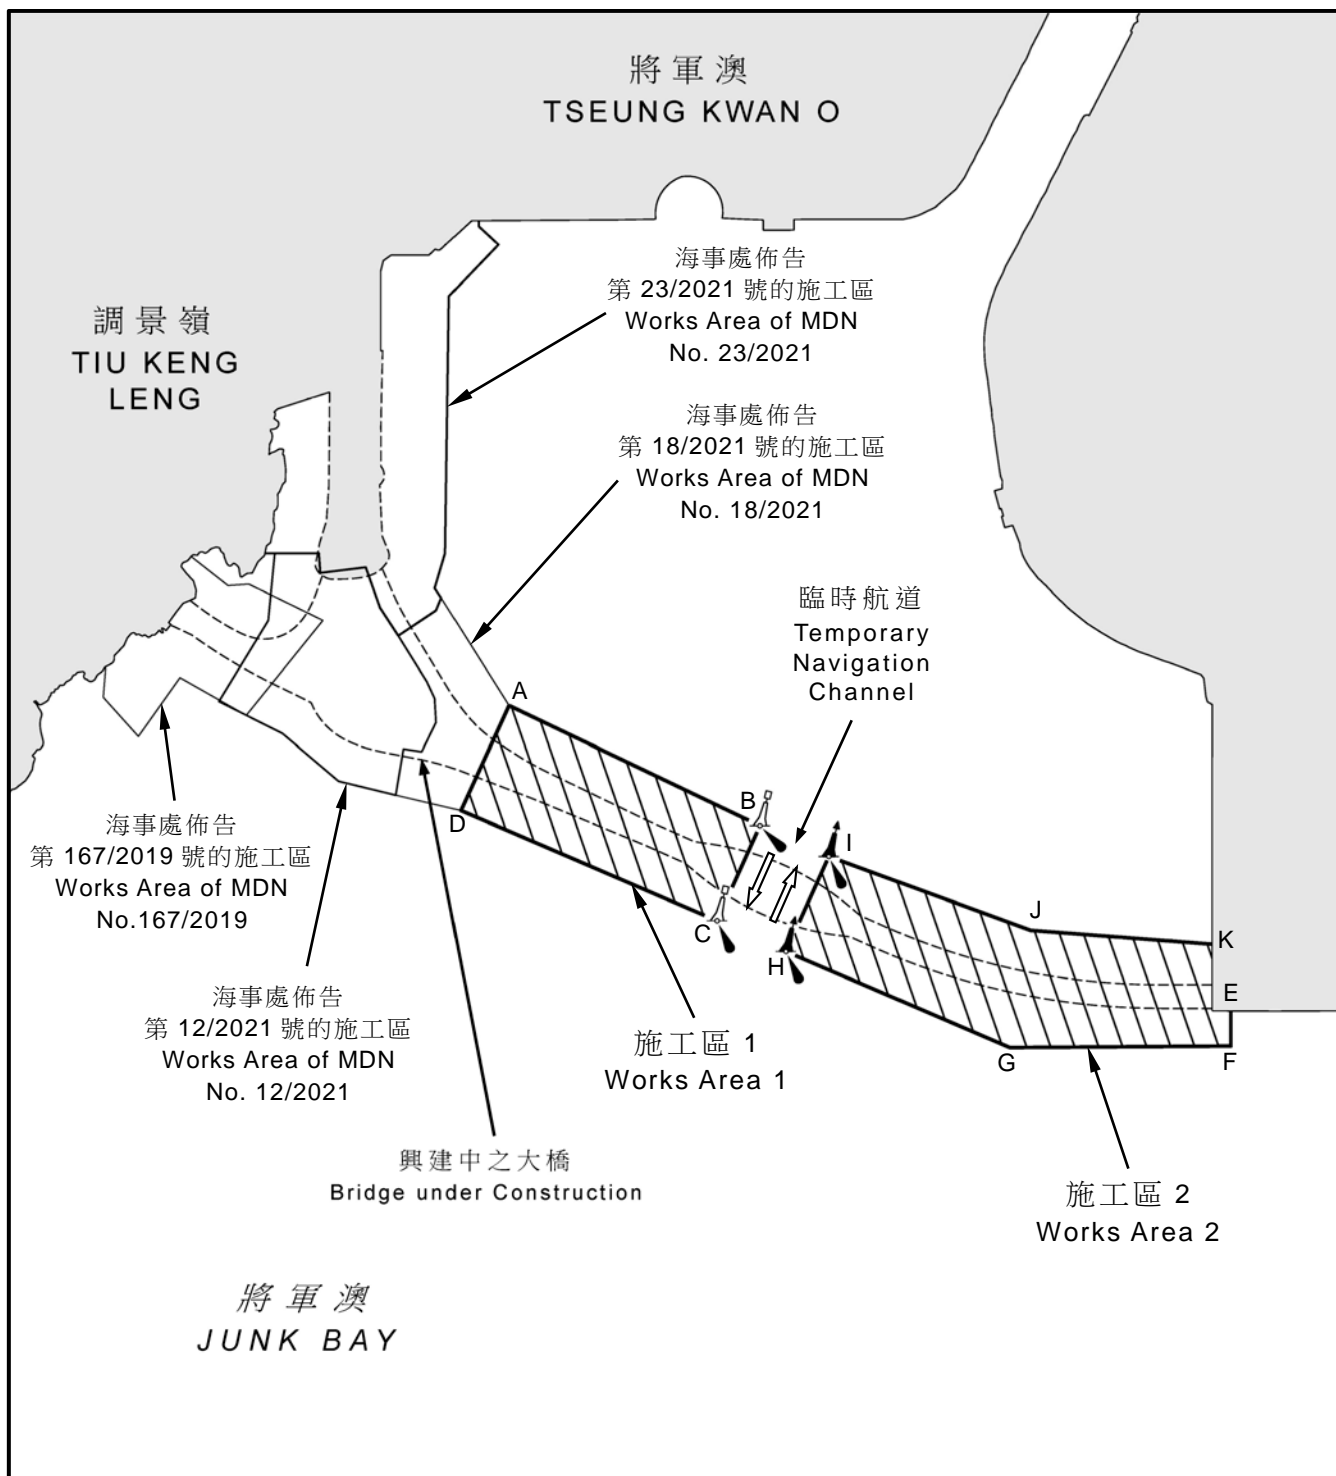 將軍澳
TSEUNG KWAN O
海事處佈告
第 23/2021 號的施工區
Works Area of MDN
No. 23/2021
調景嶺
TIU KENG
LENG
海事處佈告
第 18/2021 號的施工區
Works Area of MDN
No. 18/2021
臨時航道
Temporary
Navigation
Channel
A
B
D
I
C
H
J
K
E
G
F
海事處佈告
第 167/2019 號的施工區
Works Area of MDN
No.167/2019
海事處佈告
第 12/2021 號的施工區
Works Area of MDN
No. 12/2021
施工區 1
Works Area 1
興建中之大橋
Bridge under Construction
施工區 2
Works Area 2
將軍澳
JUNK BAY